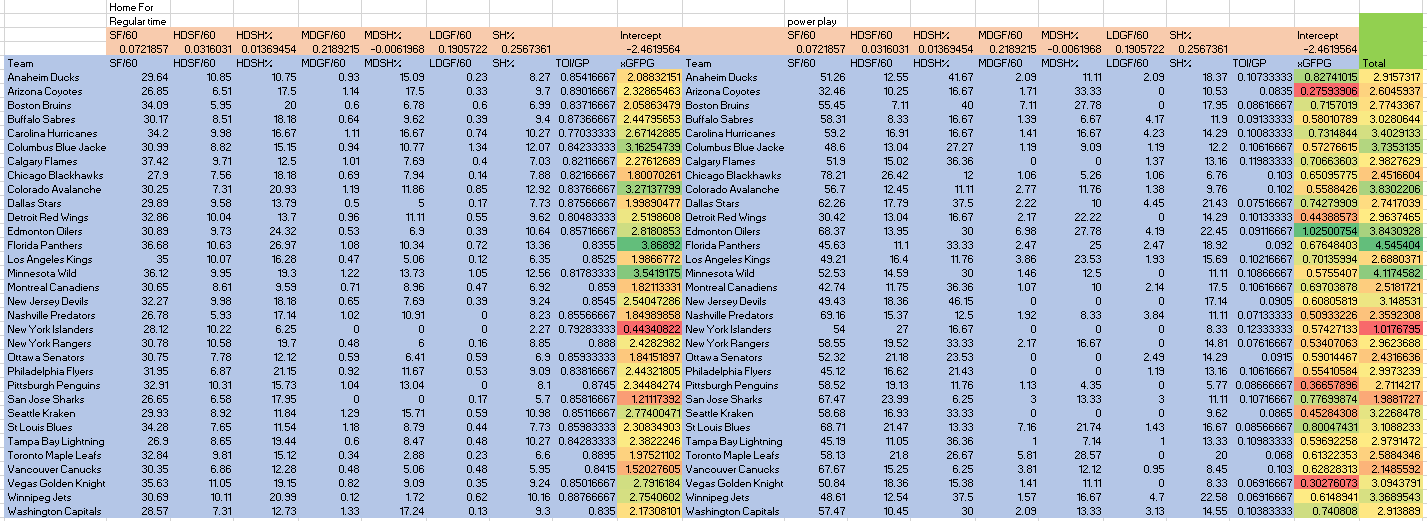 Home For
Regular time power play
SF/60 HDSF/60 HDSH% MDGF/60 MDSH% LDGF/60 SH% Intercept SF/60 HDSF/60 HDSH% MDGF/60 MDSH% LDGF/60 SH% Intercept
0.0721857 0.0316031 0.01369454 0.2189215 -0.0061968 0.1905722 0.2567361 -2.4619564 0.0721857 0.0316031 0.01369454 0.2189215 -0.0061968 0.1905722 0.2567361 -2.4619564
Team SF/60 HDGF/60 HDSH% MDGF/60 MDSH% LDGF/60 SH% TOI/GP xGFPG Team SF/60 HDGF/60 HDSH% MDGF/60 MDSH% LDGF/60 SH% TOI/GP xGFPG Total
Anaheim Ducks 29.64 10.85 10.75 0.93 15.09 0.23 8.27 0.85416667 2.08832151 Anaheim Ducks 51.26 12.55 41.67 2.09 11.11 2.09 18.37 0.10733333 0.82741015 2.9157317
Arizona Coyotes 26.85 6.51 17.5 1.14 17.5 0.33 9.7 0.89016667 2.32865463 Arizona Coyotes 32.46 10.25 16.67 1.71 33.33 0 10.53 0.0835 0.27593906 2.6045937
Boston Bruins 34.09 5.95 20 0.6 6.78 0.6 6.99 0.83716667 2.05863479 Boston Bruins 55.45 7.11 40 7.11 27.78 0 17.95 0.08616667 0.7157019 2.7743367
Buffalo Sabres 30.17 8.51 18.18 0.64 9.62 0.39 9.4 0.87366667 2.44795653 Buffalo Sabres 58.31 8.33 16.67 1.39 6.67 4.17 11.9 0.09133333 0.58010789 3.0280644
Carolina Hurricanes 34.2 9.98 16.67 1.11 16.67 0.74 10.27 0.77033333 2.67142885 Carolina Hurricanes 59.2 16.91 16.67 1.41 16.67 4.23 14.29 0.10083333 0.7314844 3.4029133
Columbus Blue Jacke 30.99 8.82 15.15 0.94 10.77 1.34 12.07 0.84233333 3.16254739 Columbus Blue Jacke 48.6 13.04 27.27 1.19 9.09 1.19 12.2 0.10616667 0.57276615 3.7353135
Calgary Flames 37.42 9.71 12.5 1.01 7.69 0.4 7.03 0.82116667 2.27612689 Calgary Flames 51.9 15.02 36.36 0 0 1.37 13.16 0.11983333 0.70663603 2.9827629
Chicago Blackhawks 27.9 7.56 18.18 0.69 7.94 0.14 7.88 0.82166667 1.80070261 Chicago Blackhawks 78.21 26.42 12 1.06 5.26 1.06 6.76 0.103 0.65095775 2.4516604
Colorado Avalanche 30.25 7.31 20.93 1.19 11.86 0.85 12.92 0.83766667 3.27137799 Colorado Avalanche 56.7 12.45 11.11 2.77 11.76 1.38 9.76 0.102 0.5588426 3.8302206
Dallas Stars 29.89 9.58 13.79 0.5 5 0.17 7.73 0.87566667 1.99890477 Dallas Stars 62.26 17.79 37.5 2.22 10 4.45 21.43 0.07516667 0.74279909 2.7417039
Detroit Red Wings 32.86 10.04 13.7 0.96 11.11 0.55 9.62 0.80483333 2.5198608 Detroit Red Wings 30.42 13.04 16.67 2.17 22.22 0 14.29 0.10133333 0.44388573 2.9637465
Edmonton Oilers 30.89 9.73 24.32 0.53 6.9 0.39 10.64 0.85716667 2.8180853 Edmonton Oilers 68.37 13.95 30 6.98 27.78 4.19 22.45 0.09116667 1.02500754 3.8430928
Florida Panthers 36.68 10.63 26.97 1.08 10.34 0.72 13.36 0.8355 3.86892 Florida Panthers 45.63 11.1 33.33 2.47 25 2.47 18.92 0.092 0.67648403 4.545404
Los Angeles Kings 35 10.07 16.28 0.47 5.06 0.12 6.35 0.8525 1.9866772 Los Angeles Kings 49.21 16.4 11.76 3.86 23.53 1.93 15.69 0.10216667 0.70135994 2.6880371
Minnesota Wild 36.12 9.95 19.3 1.22 13.73 1.05 12.56 0.81783333 3.5419175 Minnesota Wild 52.53 14.59 30 1.46 12.5 0 11.11 0.10866667 0.5755407 4.1174582
Montreal Canadiens 30.65 8.61 9.59 0.71 8.96 0.47 6.92 0.859 1.82113331 Montreal Canadiens 42.74 11.75 36.36 1.07 10 2.14 17.5 0.10616667 0.69703878 2.5181721
New Jersey Devils 32.27 9.98 18.18 0.65 7.69 0.39 9.24 0.8545 2.54047286 New Jersey Devils 49.43 18.36 46.15 0 0 0 17.14 0.0905 0.60805819 3.148531
Nashville Predators 26.78 5.93 17.14 1.02 10.91 0 8.23 0.85566667 1.84989858 Nashville Predators 69.16 15.37 12.5 1.92 8.33 3.84 11.11 0.07133333 0.50933226 2.3592308
New York Islanders 28.12 10.22 6.25 0 0 0 2.27 0.79283333 0.44340822 New York Islanders 54 27 16.67 0 0 0 8.33 0.12333333 0.57427133 1.0176795
New York Rangers 30.78 10.58 19.7 0.48 6 0.16 8.85 0.888 2.4282982 New York Rangers 58.55 19.52 33.33 2.17 16.67 0 14.81 0.07616667 0.53407063 2.9623688
Ottawa Senators 30.75 7.78 12.12 0.59 6.41 0.59 6.9 0.85933333 1.84151897 Ottawa Senators 52.32 21.18 23.53 0 0 2.49 14.29 0.0915 0.59014467 2.4316636
Philadelphia Flyers 31.95 6.87 21.15 0.92 11.67 0.53 9.09 0.83816667 2.44321805 Philadelphia Flyers 45.12 16.62 21.43 0 0 1.19 13.16 0.10616667 0.55410584 2.9973239
Pittsburgh Penguins 32.91 10.31 15.73 1.04 13.04 0 8.1 0.8745 2.34484274 Pittsburgh Penguins 58.52 19.13 11.76 1.13 4.35 0 5.77 0.08666667 0.36657896 2.7114217
San Jose Sharks 26.65 6.58 17.95 0 0 0.17 5.7 0.85816667 1.21117392 San Jose Sharks 67.47 23.99 6.25 3 13.33 3 11.11 0.10716667 0.77699874 1.9881727
Seattle Kraken 29.93 8.92 11.84 1.29 15.71 0.59 10.98 0.85116667 2.77400471 Seattle Kraken 58.68 16.93 33.33 0 0 0 9.62 0.0865 0.45284308 3.2268478
St Louis Blues 34.28 7.65 11.54 1.18 8.79 0.44 7.73 0.85983333 2.30834903 St Louis Blues 68.71 21.47 13.33 7.16 21.74 1.43 16.67 0.08566667 0.80047431 3.1088233
Tampa Bay Lightning 26.9 8.65 19.44 0.6 8.47 0.48 10.27 0.84283333 2.3822246 Tampa Bay Lightning 45.19 11.05 36.36 1 7.14 1 13.33 0.10983333 0.59692258 2.9791472
Toronto Maple Leafs 32.84 9.81 15.12 0.34 2.88 0.23 6.6 0.8895 1.97521102 Toronto Maple Leafs 58.13 21.8 26.67 5.81 28.57 0 20 0.068 0.61322353 2.5884346
Vancouver Canucks 30.35 6.86 12.28 0.48 5.06 0.48 5.95 0.8415 1.52027605 Vancouver Canucks 67.67 15.25 6.25 3.81 12.12 0.95 8.45 0.103 0.62828313 2.1485592
Vegas Golden Knight 35.63 11.05 19.15 0.82 9.09 0.35 9.24 0.85016667 2.7916184 Vegas Golden Knight 50.84 18.36 15.38 1.41 11.11 0 8.33 0.06916667 0.30276073 3.0943791
Winnipeg Jets 30.69 10.11 20.99 0.12 1.72 0.62 10.16 0.88766667 2.7540602 Winnipeg Jets 48.61 12.54 37.5 1.57 16.67 4.7 22.58 0.06916667 0.6148941 3.3689543
Washington Capitals 28.57 7.31 12.73 1.33 17.24 0.13 9.3 0.835 2.17308101 Washington Capitals 57.47 10.45 30 2.09 13.33 3.13 14.55 0.10383333 0.740808 2.913889